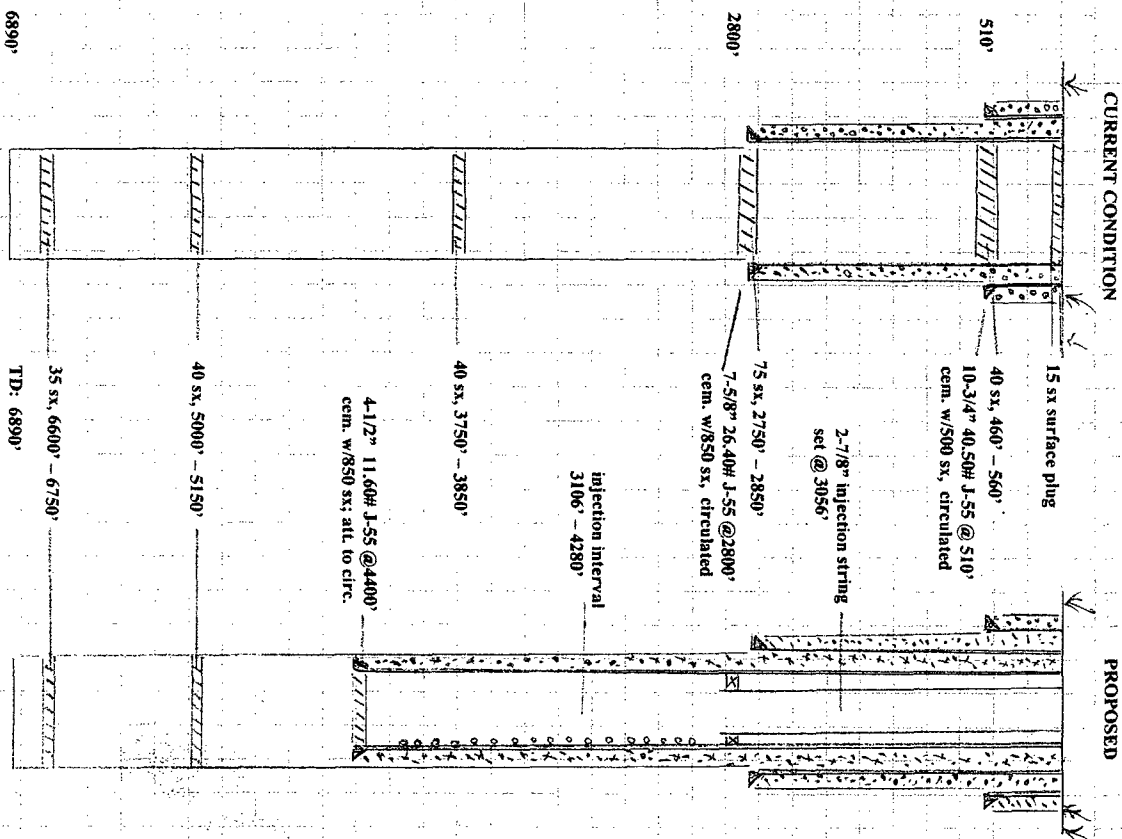 CURRENT CONDITION
PROPOSED
510'
2800'
6890'
15 sx surface plug
40 sx, 460' – 560'
10-3/4" 40.50# J-55 @ 510'
cem. w/500 sx, circulated
2-7/8" injection string
set @ 3056'
75 sx, 2750' – 2850'
7-5/8" 26.40# J-55 @2800'
cem. w/850 sx, circulated
injection interval
3106' – 4280'
40 sx, 3750' – 3850'
4-1/2" 11.60# J-55 @4400'
cem. w/850 sx; att. to circ.
40 sx, 5000' – 5150'
35 sx, 6600' – 6750'
TD: 6890'